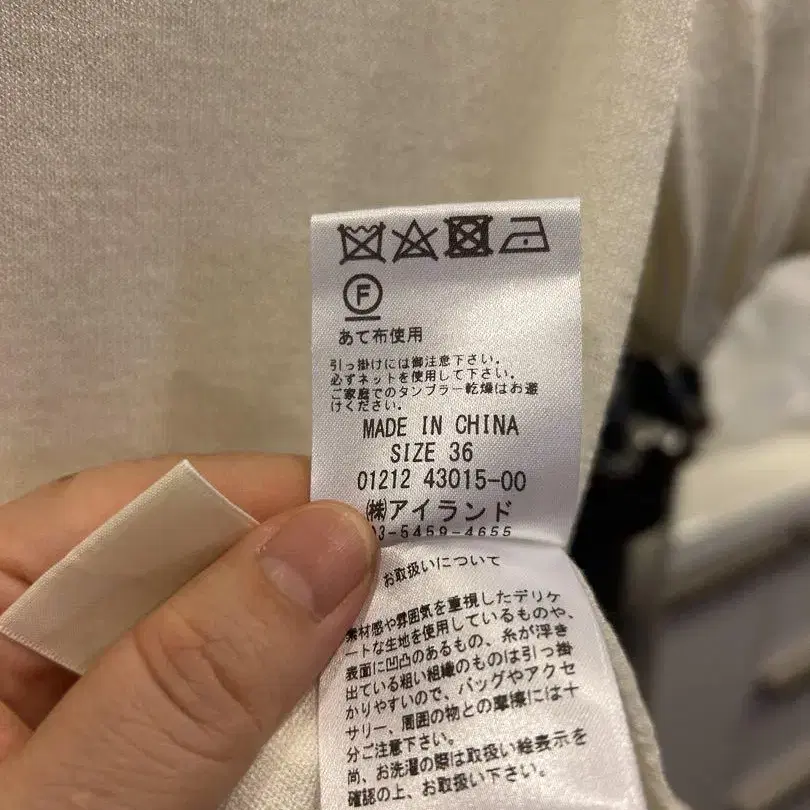 F
あて布使用
引っ掛けには御注意下さい。
必ずネットを使用して下さい。
ご家庭でのタンブラー乾燥はお避
けください。
MADE IN CHINA
SIZE 36
01212 43015-00
㈱アイランド
03-5459-4655
お取扱いについて
素材感や雰囲気を重視したデリケ
ートな生地を使用しているものや、
表面に凹凸のあるもの、糸が浮き
出ている粗い組織のものは引っ掛
かりやすいので、バッグやアクセ
サリー、周囲の物との摩擦には十
分ご注意下さい。
尚、お洗濯の際は取扱い絵表示を
確認の上、お取扱い下さい。